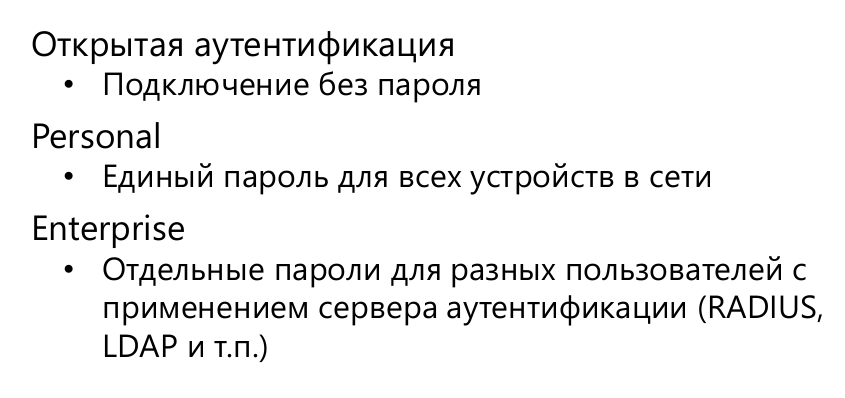 Открытая аутентификация
• Подключение без пароля
Personal
• Единый пароль для всех устройств в сети
Enterprise
• Отдельные пароли для разных пользователей с
применением сервера аутентификации (RADIUS,
LDAP и т.п.)